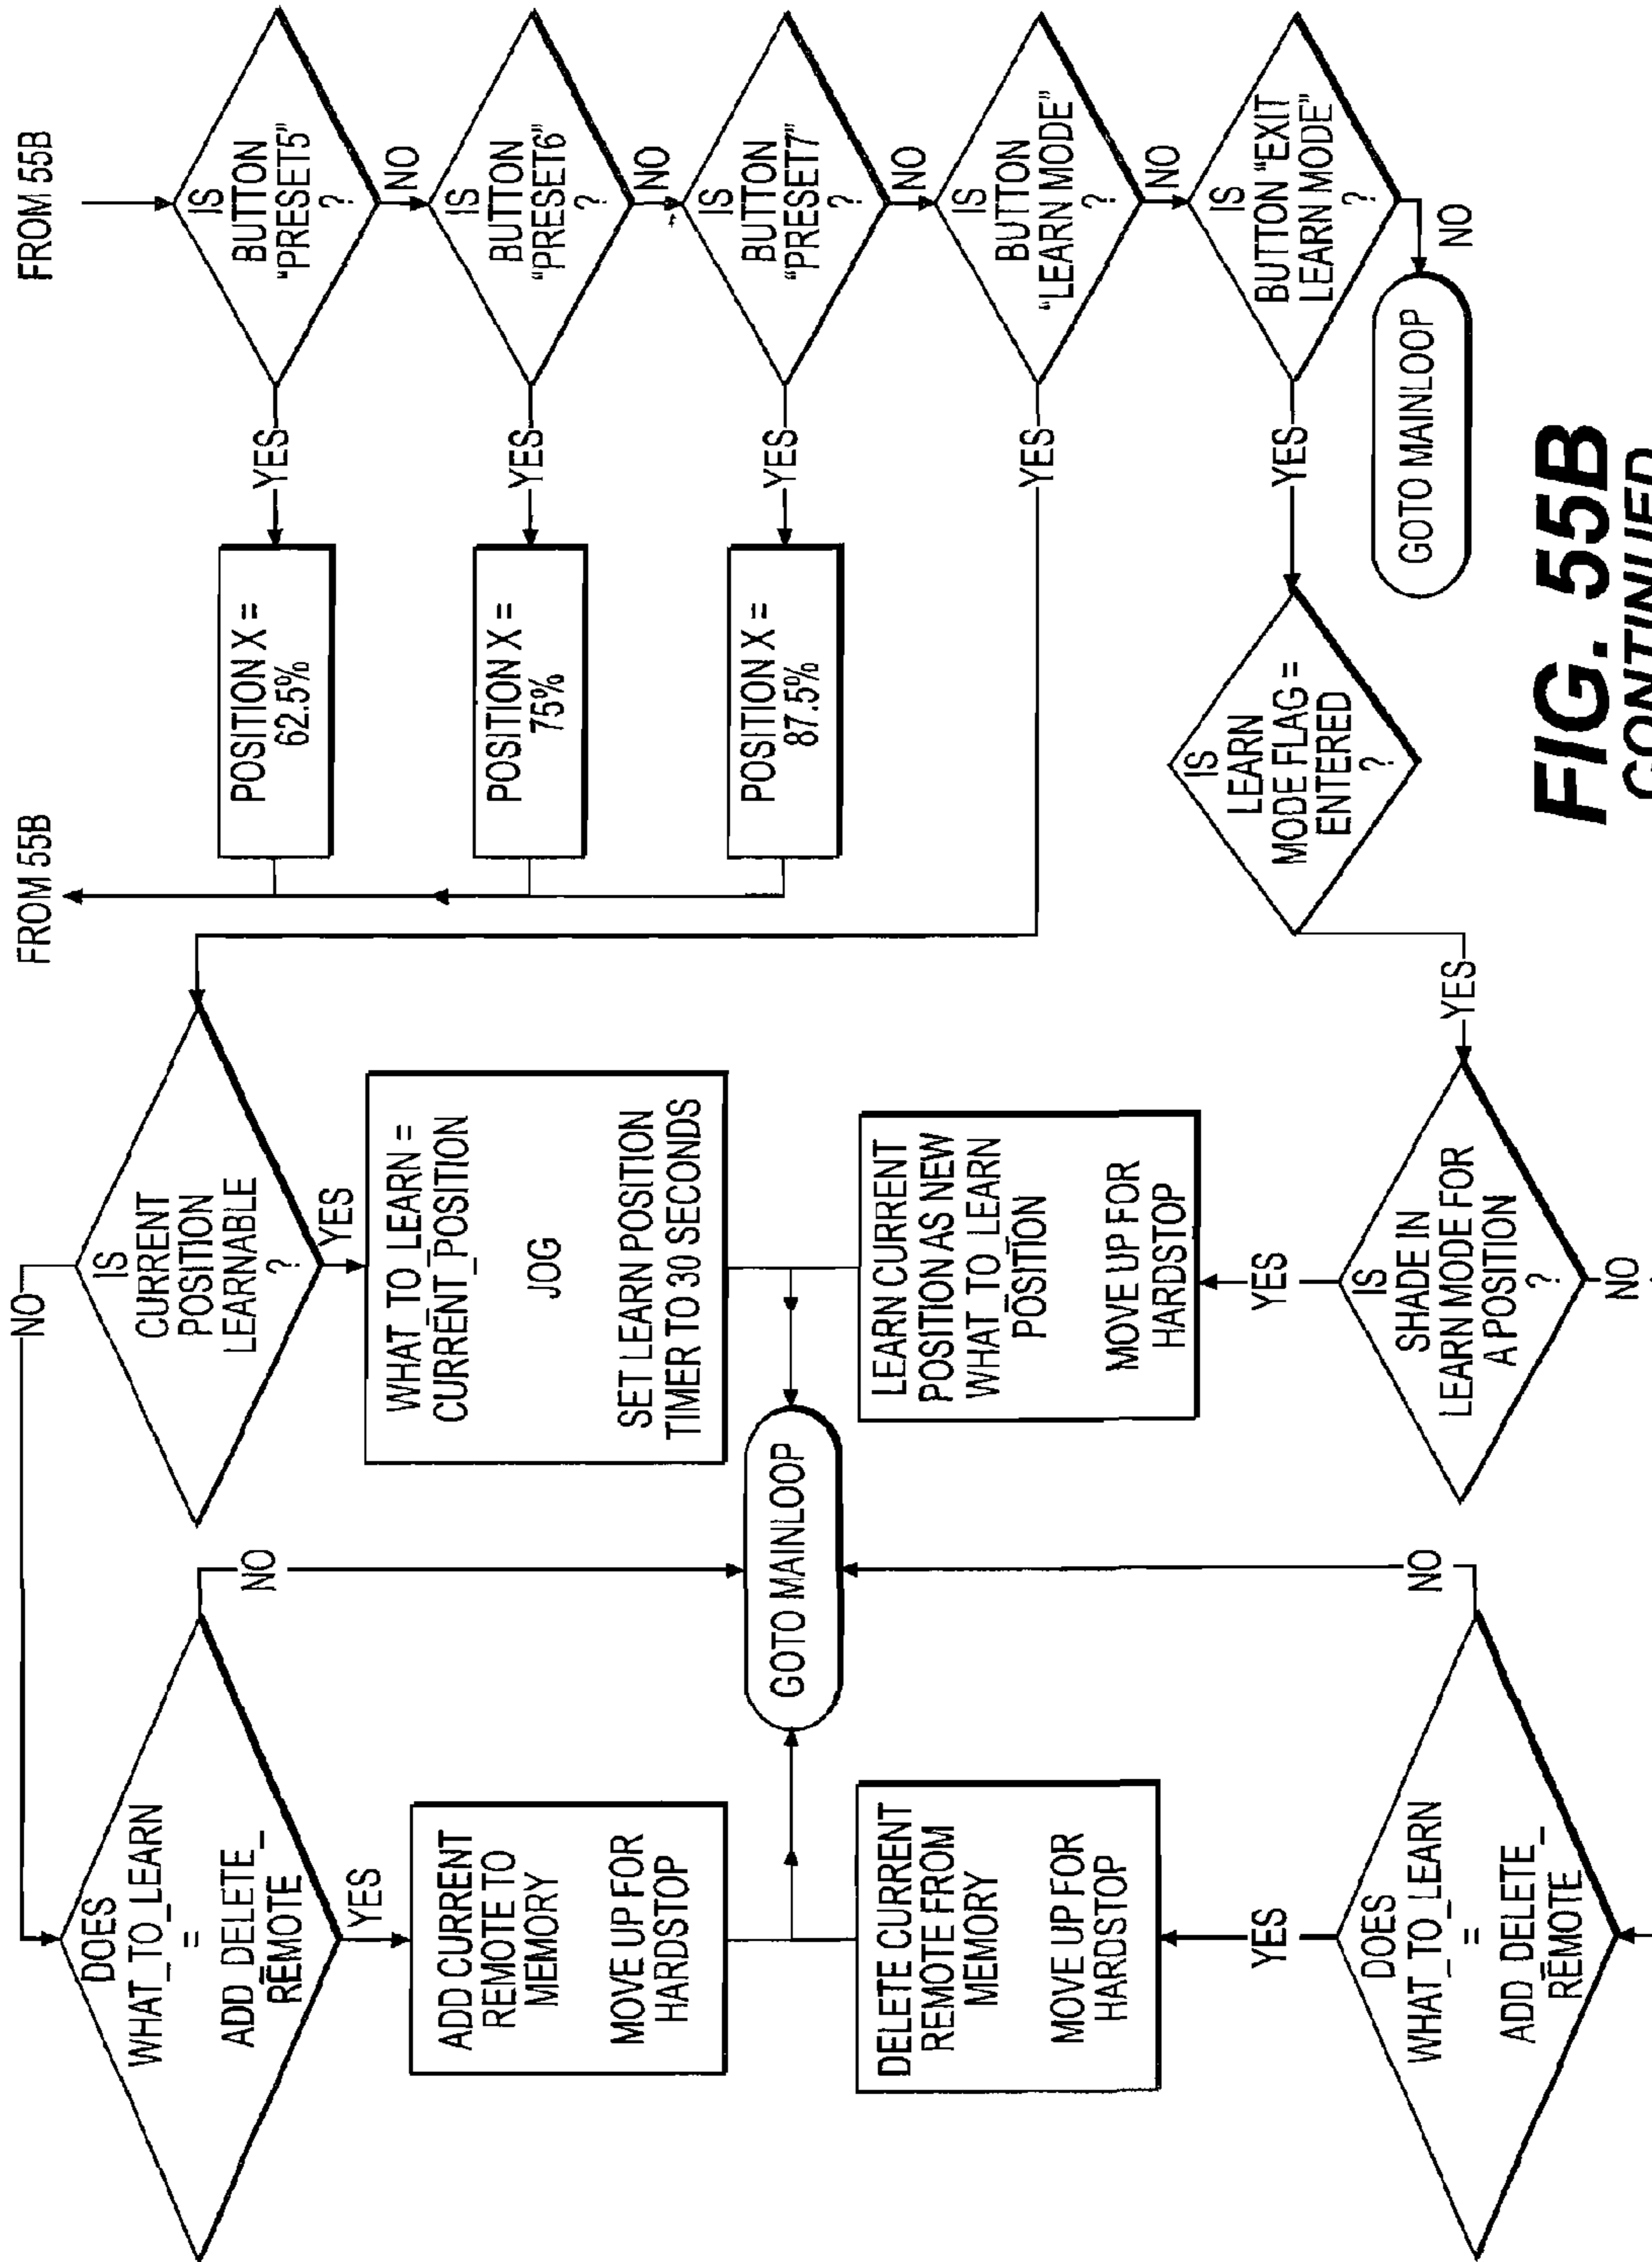 FROM 55B
IS
BUTTON
"PRESET5"
?
YES
NO
POSITION X =
62.5%
IS
BUTTON
"PRESET6"
?
YES
NO
POSITION X =
75%
IS
BUTTON
"PRESET7"
?
YES
NO
POSITION X =
87.5%
FROM 55B
IS
BUTTON
"LEARN MODE"
?
YES
NO
IS
BUTTON "EXIT
LEARN MODE"
?
YES
NO
GOTO MAINLOOP
IS
LEARN
MODE FLAG =
ENTERED
?
YES
IS
CURRENT
POSITION
LEARNABLE
?
NO
YES
WHAT_TO_LEARN =
CURRENT_POSITION
JOG
SET LEARN POSITION
TIMER TO 30 SECONDS
LEARN CURRENT
POSITION AS NEW
WHAT_TO_LEARN
POSITION
MOVE UP FOR
HARDSTOP
YES
IS
SHADE IN
LEARN MODE FOR
A POSITION
?
NO
DOES
WHAT_TO_LEARN
=
ADD DELETE_
REMOTE
NO
YES
ADD CURRENT
REMOTE TO
MEMORY
MOVE UP FOR
HARDSTOP
GOTO MAINLOOP
DELETE CURRENT
REMOTE FROM
MEMORY
MOVE UP FOR
HARDSTOP
YES
NO
DOES
WHAT_TO_LEARN
=
ADD DELETE_
REMOTE
FIG. 55B
CONTINUED